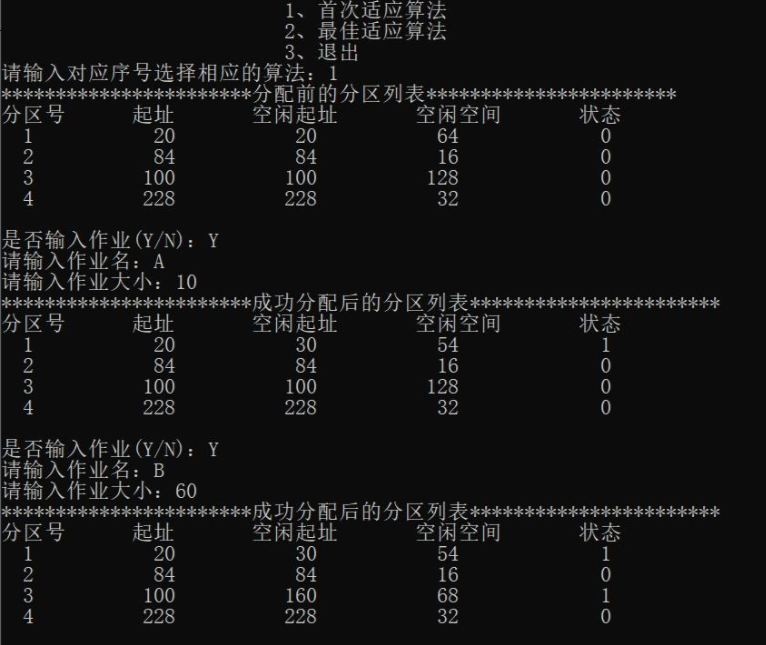 1、首次适应算法
2、最佳适应算法
3、退出
请输入对应序号选择相应的算法：1
***********************分配前的分区列表***********************
分区号 起址 空闲起址 空闲空间 状态
1 20 20 64 0
2 84 84 16 0
3 100 100 128 0
4 228 228 32 0
是否输入作业(Y/N)：Y
请输入作业名：A
请输入作业大小：10
***********************成功分配后的分区列表***********************
分区号 起址 空闲起址 空闲空间 状态
1 20 30 54 1
2 84 84 16 0
3 100 100 128 0
4 228 228 32 0
是否输入作业(Y/N)：Y
请输入作业名：B
请输入作业大小：60
***********************成功分配后的分区列表***********************
分区号 起址 空闲起址 空闲空间 状态
1 20 30 54 1
2 84 84 16 0
3 100 160 68 1
4 228 228 32 0